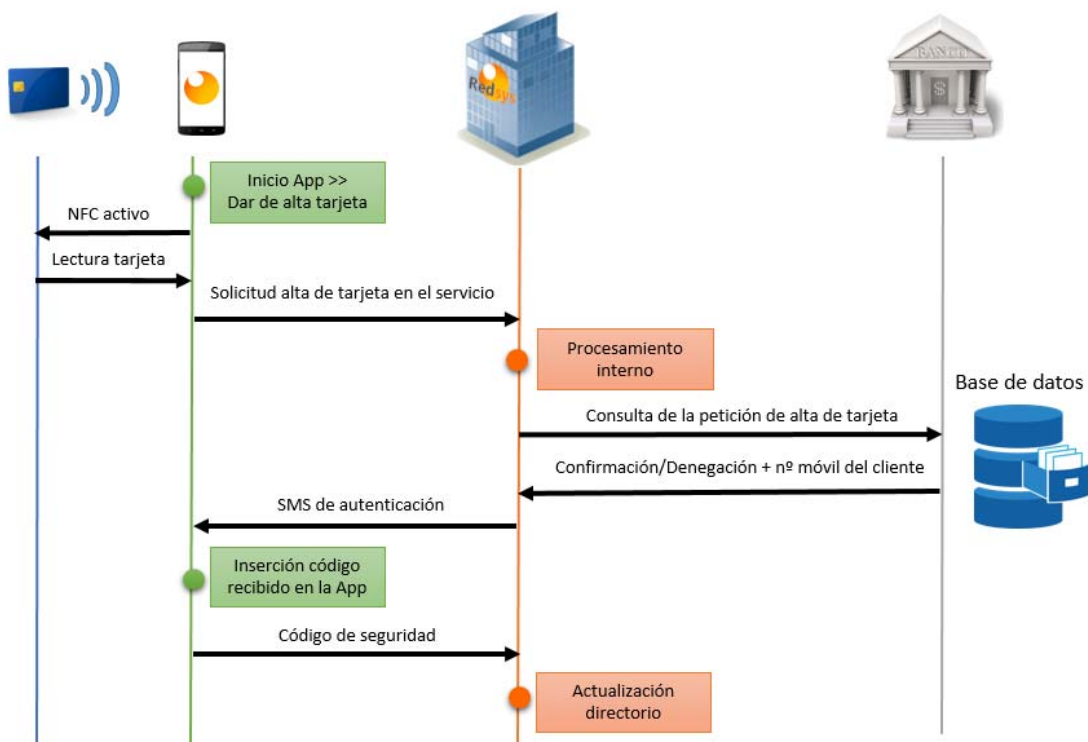 BANCO
Redsys
$
Inicio App >>
Dar de alta tarjeta
NFC activo
Lectura tarjeta
Solicitud alta de tarjeta en el servicio
Procesamiento
interno
Base de datos
Consulta de la petición de alta de tarjeta
Confirmación/Denegación + nº móvil del cliente
SMS de autenticación
Inserción código
recibido en la App
Código de seguridad
Actualización
directorio